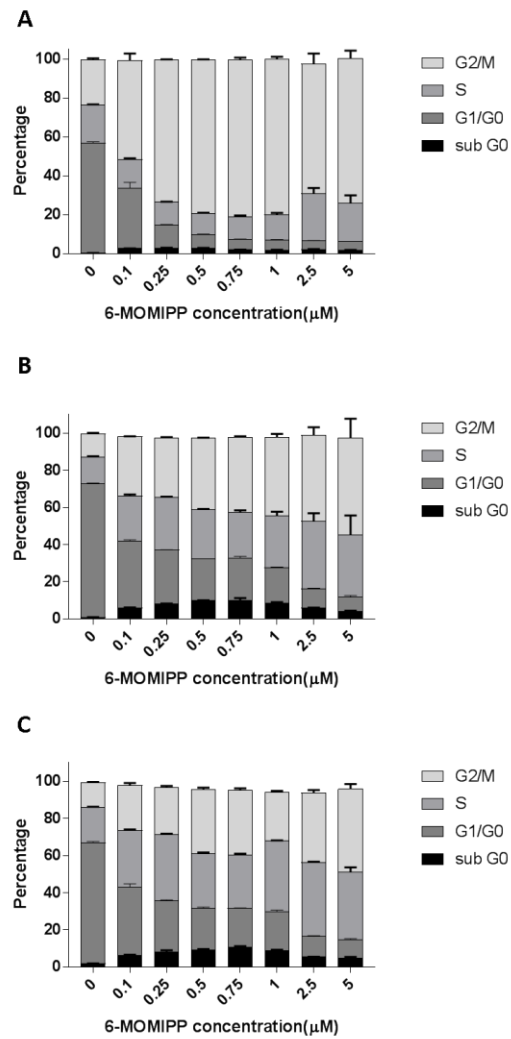 A
Percentage
100
80
60
40
20
0
0 0.1 0.25 0.5 0.75 1 2.5 5
6-MOMIPP concentration(μM)
G2/M
S
G1/G0
sub G0
B
Percentage
100
80
60
40
20
0
0 0.1 0.25 0.5 0.75 1 2.5 5
6-MOMIPP concentration(μM)
G2/M
S
G1/G0
sub G0
C
Percentage
100
80
60
40
20
0
0 0.1 0.25 0.5 0.75 1 2.5 5
6-MOMIPP concentration(μM)
G2/M
S
G1/G0
sub G0